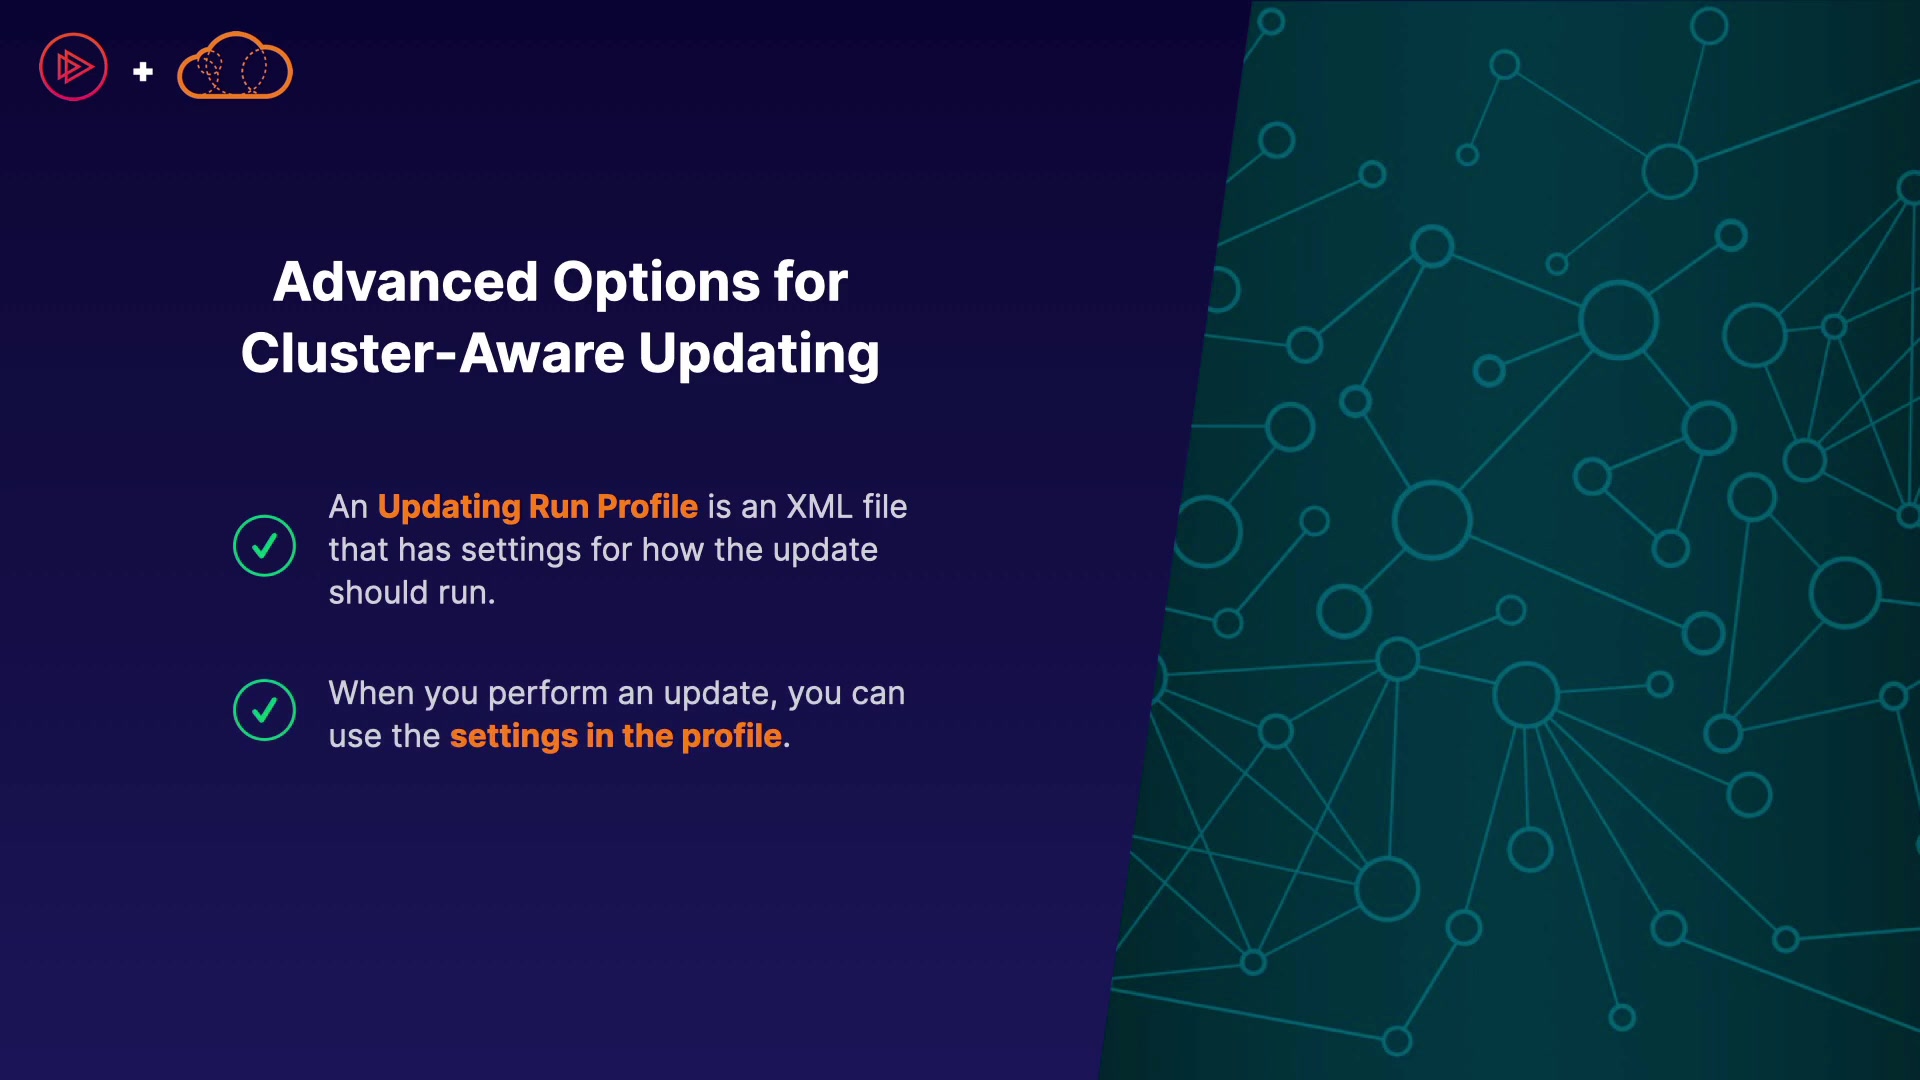 Advanced Options for
Cluster-Aware Updating
An Updating Run Profile is an XML file
that has settings for how the update
should run.
When you perform an update, you can
use the settings in the profile.